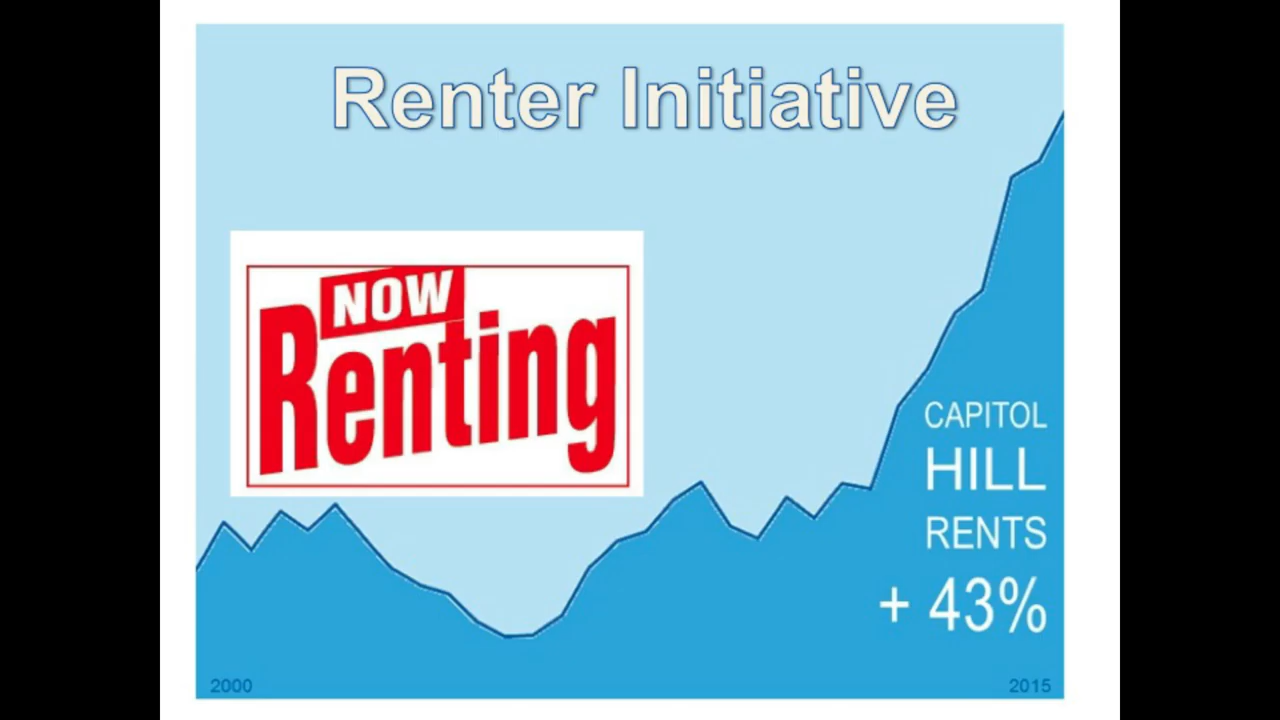 Renter Initiative
NOW
Renting
CAPITOL
HILL
RENTS
+ 43%
2000
2015